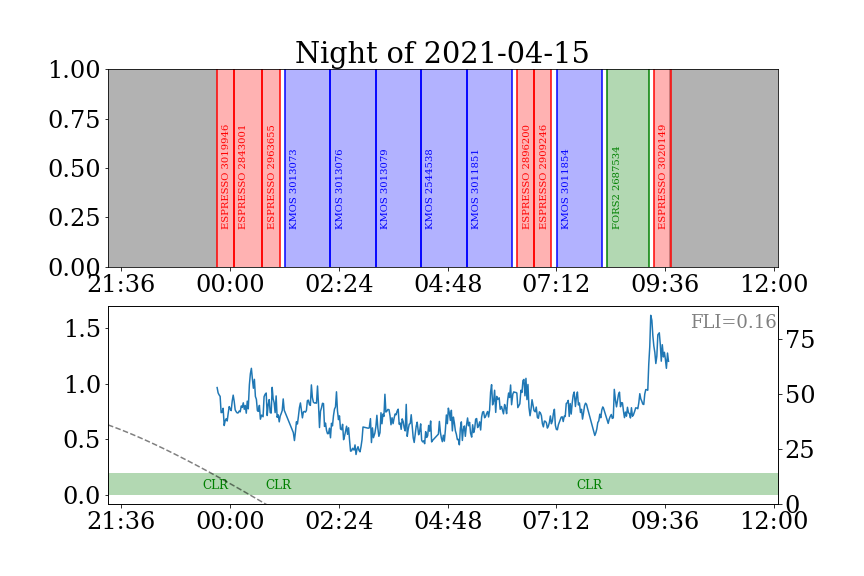 Night of 2021-04-15
1.00
0.75
0.50
0.25
0.00
ESPRESSO 3019946
ESPRESSO 2843001
ESPRESSO 2963655
KMOS 3013073
KMOS 3013076
KMOS 3013079
KMOS 2544538
KMOS 3011851
ESPRESSO 2896200
ESPRESSO 2909246
KMOS 3011854
FORS2 2687534
ESPRESSO 3020149
21:36 00:00 02:24 04:48 07:12 09:36 12:00
FLI=0.16
1.5
1.0
0.5
0.0
75
50
25
0
CLR CLR CLR
21:36 00:00 02:24 04:48 07:12 09:36 12:00